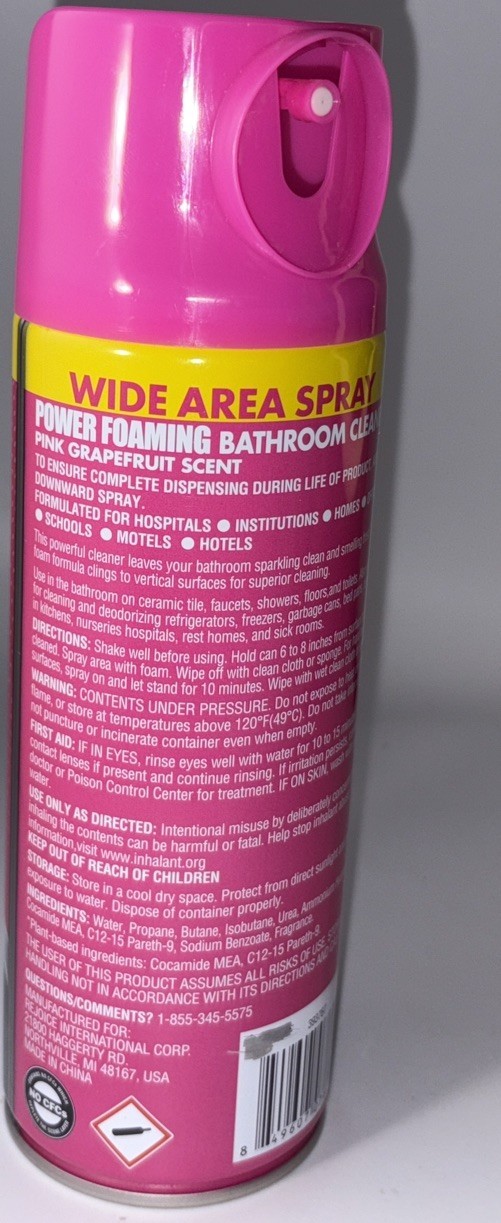 WIDE AREA SPRAY
POWER FOAMING BATHROOM
PINK GRAPEFRUIT SCENT
TO ENSURE COMPLETE DISPENSING DURING LIFE OF PRODUCT,
DOWNWARD SPRAY.
FORMULATED FOR HOSPITALS ● INSTITUTIONS ● HOMES ●
● SCHOOLS ● MOTELS ● HOTELS
This powerful cleaner leaves your bathroom sparkling clean and smelling
foam formula clings to vertical surfaces for superior cleaning.
Use in the bathroom on ceramic tile, faucets, showers, floors,and toilets,
for cleaning and deodorizing refrigerators, freezers, garbage cans, bed
in kitchens, nurseries hospitals, rest homes, and sick rooms.
DIRECTIONS: Shake well before using. Hold can 6 to 8 inches from
cleaned. Spray area with foam. Wipe off with clean cloth or sponge. For
surfaces, spray on and let stand for 10 minutes. Wipe with wet clean
WARNING: CONTENTS UNDER PRESSURE. Do not expose to
flame, or store at temperatures above 120°F(49°C). Do not take
not puncture or incinerate container even when empty.
FIRST AID: IF IN EYES, rinse eyes well with water for 10 to 15
contact lenses if present and continue rinsing. If irritation persists,
doctor or Poison Control Center for treatment. IF ON SKIN, wash
water.
USE ONLY AS DIRECTED: Intentional misuse by deliberately
inhaling the contents can be harmful or fatal. Help stop inhalant
information,visit www.inhalant.org
KEEP OUT OF REACH OF CHILDREN
STORAGE: Store in a cool dry space. Protect from direct sunlight
exposure to water. Dispose of container properly.
INGREDIENTS: Water, Propane, Butane, Isobutane, Urea,
Cocamide MEA, C12-15 Pareth-9, Sodium Benzoate, Fragrance.
*Plant-based ingredients: Cocamide MEA, C12-15 Pareth-9.
THE USER OF THIS PRODUCT ASSUMES ALL RISKS OF USE,
HANDLING NOT IN ACCORDANCE WITH ITS DIRECTIONS
QUESTIONS/COMMENTS? 1-855-345-5575
MANUFACTURED FOR:
REJOICE INTERNATIONAL CORP.
21800 HAGGERTY RD.
NORTHVILLE, MI 48167, USA
MADE IN CHINA
NO CFCs